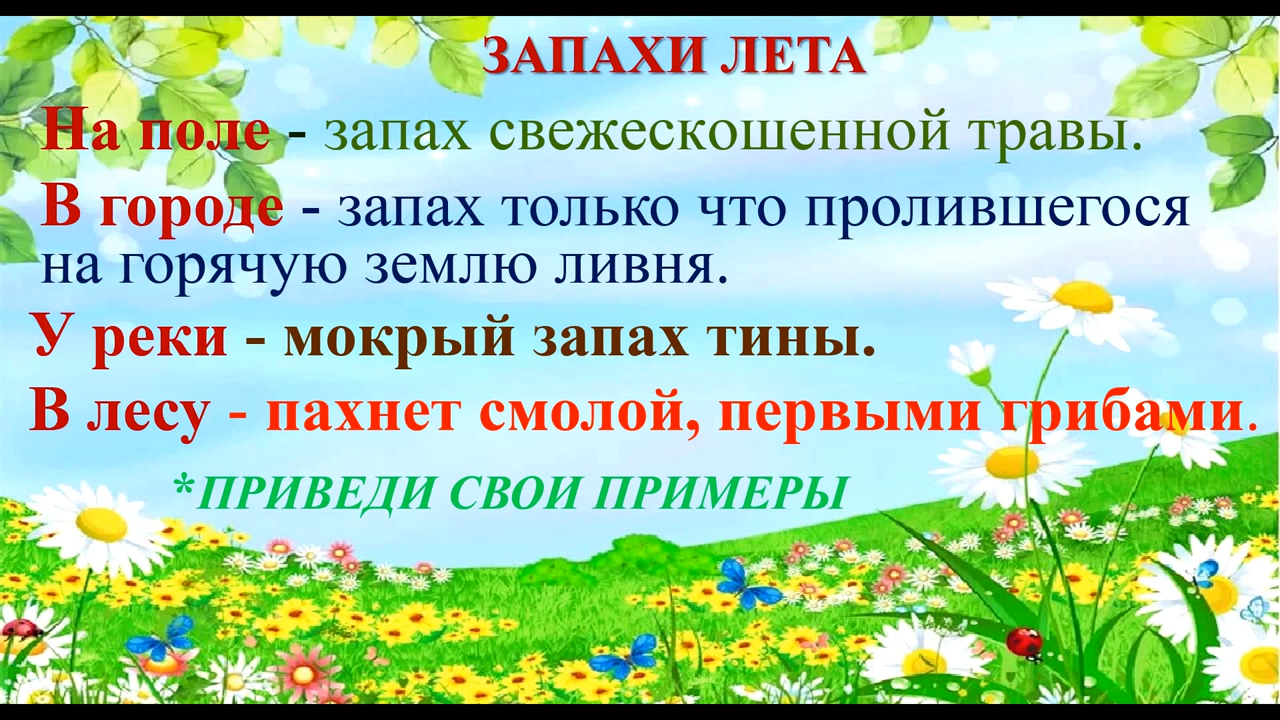 ЗАПАХИ ЛЕТА
На поле - запах свежескошенной травы.
В городе - запах только что пролившегося
на горячую землю ливня.
У реки - мокрый запах тины.
В лесу - пахнет смолой, первыми грибами.
*ПРИВЕДИ СВОИ ПРИМЕРЫ